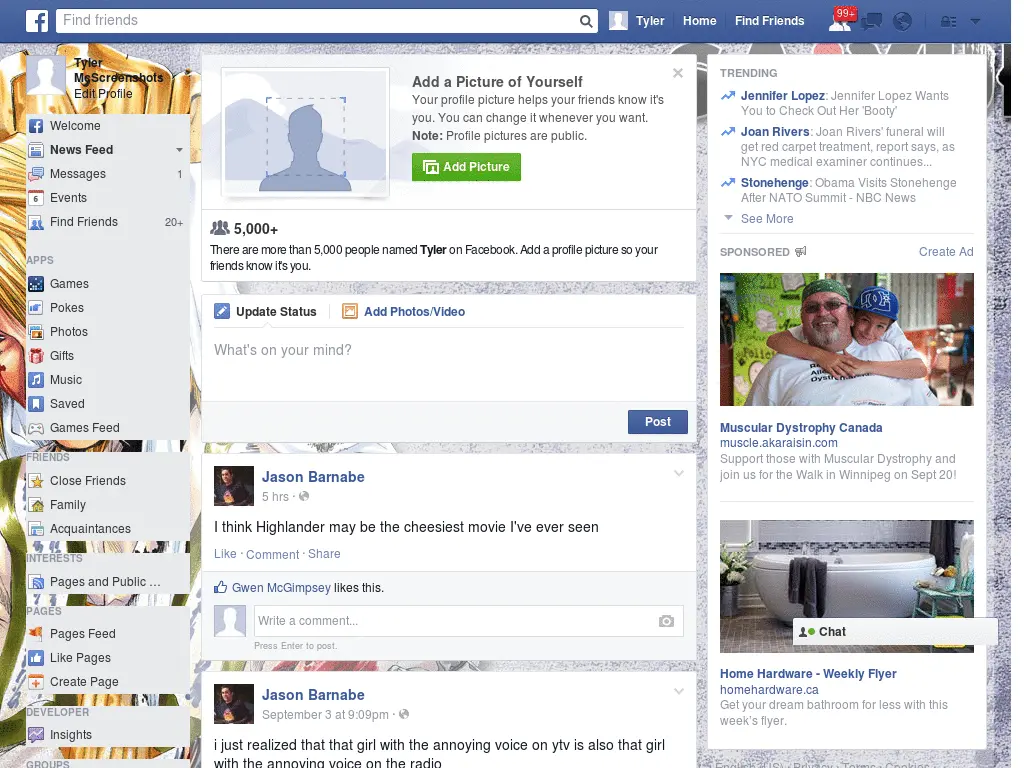 Find friends
Tyler
Home
Find Friends
99+
Tyler
McScreenshots
Edit Profile
Welcome
News Feed
Messages 1
6 Events
Find Friends 20+
APPS
Games
Pokes
Photos
Gifts
Music
Saved
Games Feed
FRIENDS
Close Friends
Family
Acquaintances
INTERESTS
Pages and Public ...
PAGES
Pages Feed
Like Pages
Create Page
DEVELOPER
Insights
GROUPS
Add a Picture of Yourself
Your profile picture helps your friends know it's
you. You can change it whenever you want.
Note: Profile pictures are public.
Add Picture
5,000+
There are more than 5,000 people named Tyler on Facebook. Add a profile picture so your
friends know it's you.
Update Status
Add Photos/Video
What's on your mind?
Post
Jason Barnabe
5 hrs ·
I think Highlander may be the cheesiest movie I've ever seen
Like · Comment · Share
Gwen McGimpsey likes this.
Write a comment...
Press Enter to post.
Jason Barnabe
September 3 at 9:09pm ·
i just realized that that girl with the annoying voice on ytv is also that girl
with the annoying voice on the radio
TRENDING
Jennifer Lopez: Jennifer Lopez Wants
You to Check Out Her 'Booty'
Joan Rivers: Joan Rivers' funeral will
get red carpet treatment, report says, as
NYC medical examiner continues...
Stonehenge: Obama Visits Stonehenge
After NATO Summit - NBC News
See More
SPONSORED
Create Ad
Muscular Dystrophy Canada
muscle.akaraisin.com
Support those with Muscular Dystrophy and
join us for the Walk in Winnipeg on Sept 20!
Chat
Home Hardware - Weekly Flyer
homehardware.ca
Get your dream bathroom for less with this
week's flyer.
English (US) · Privacy · Terms · Cookies